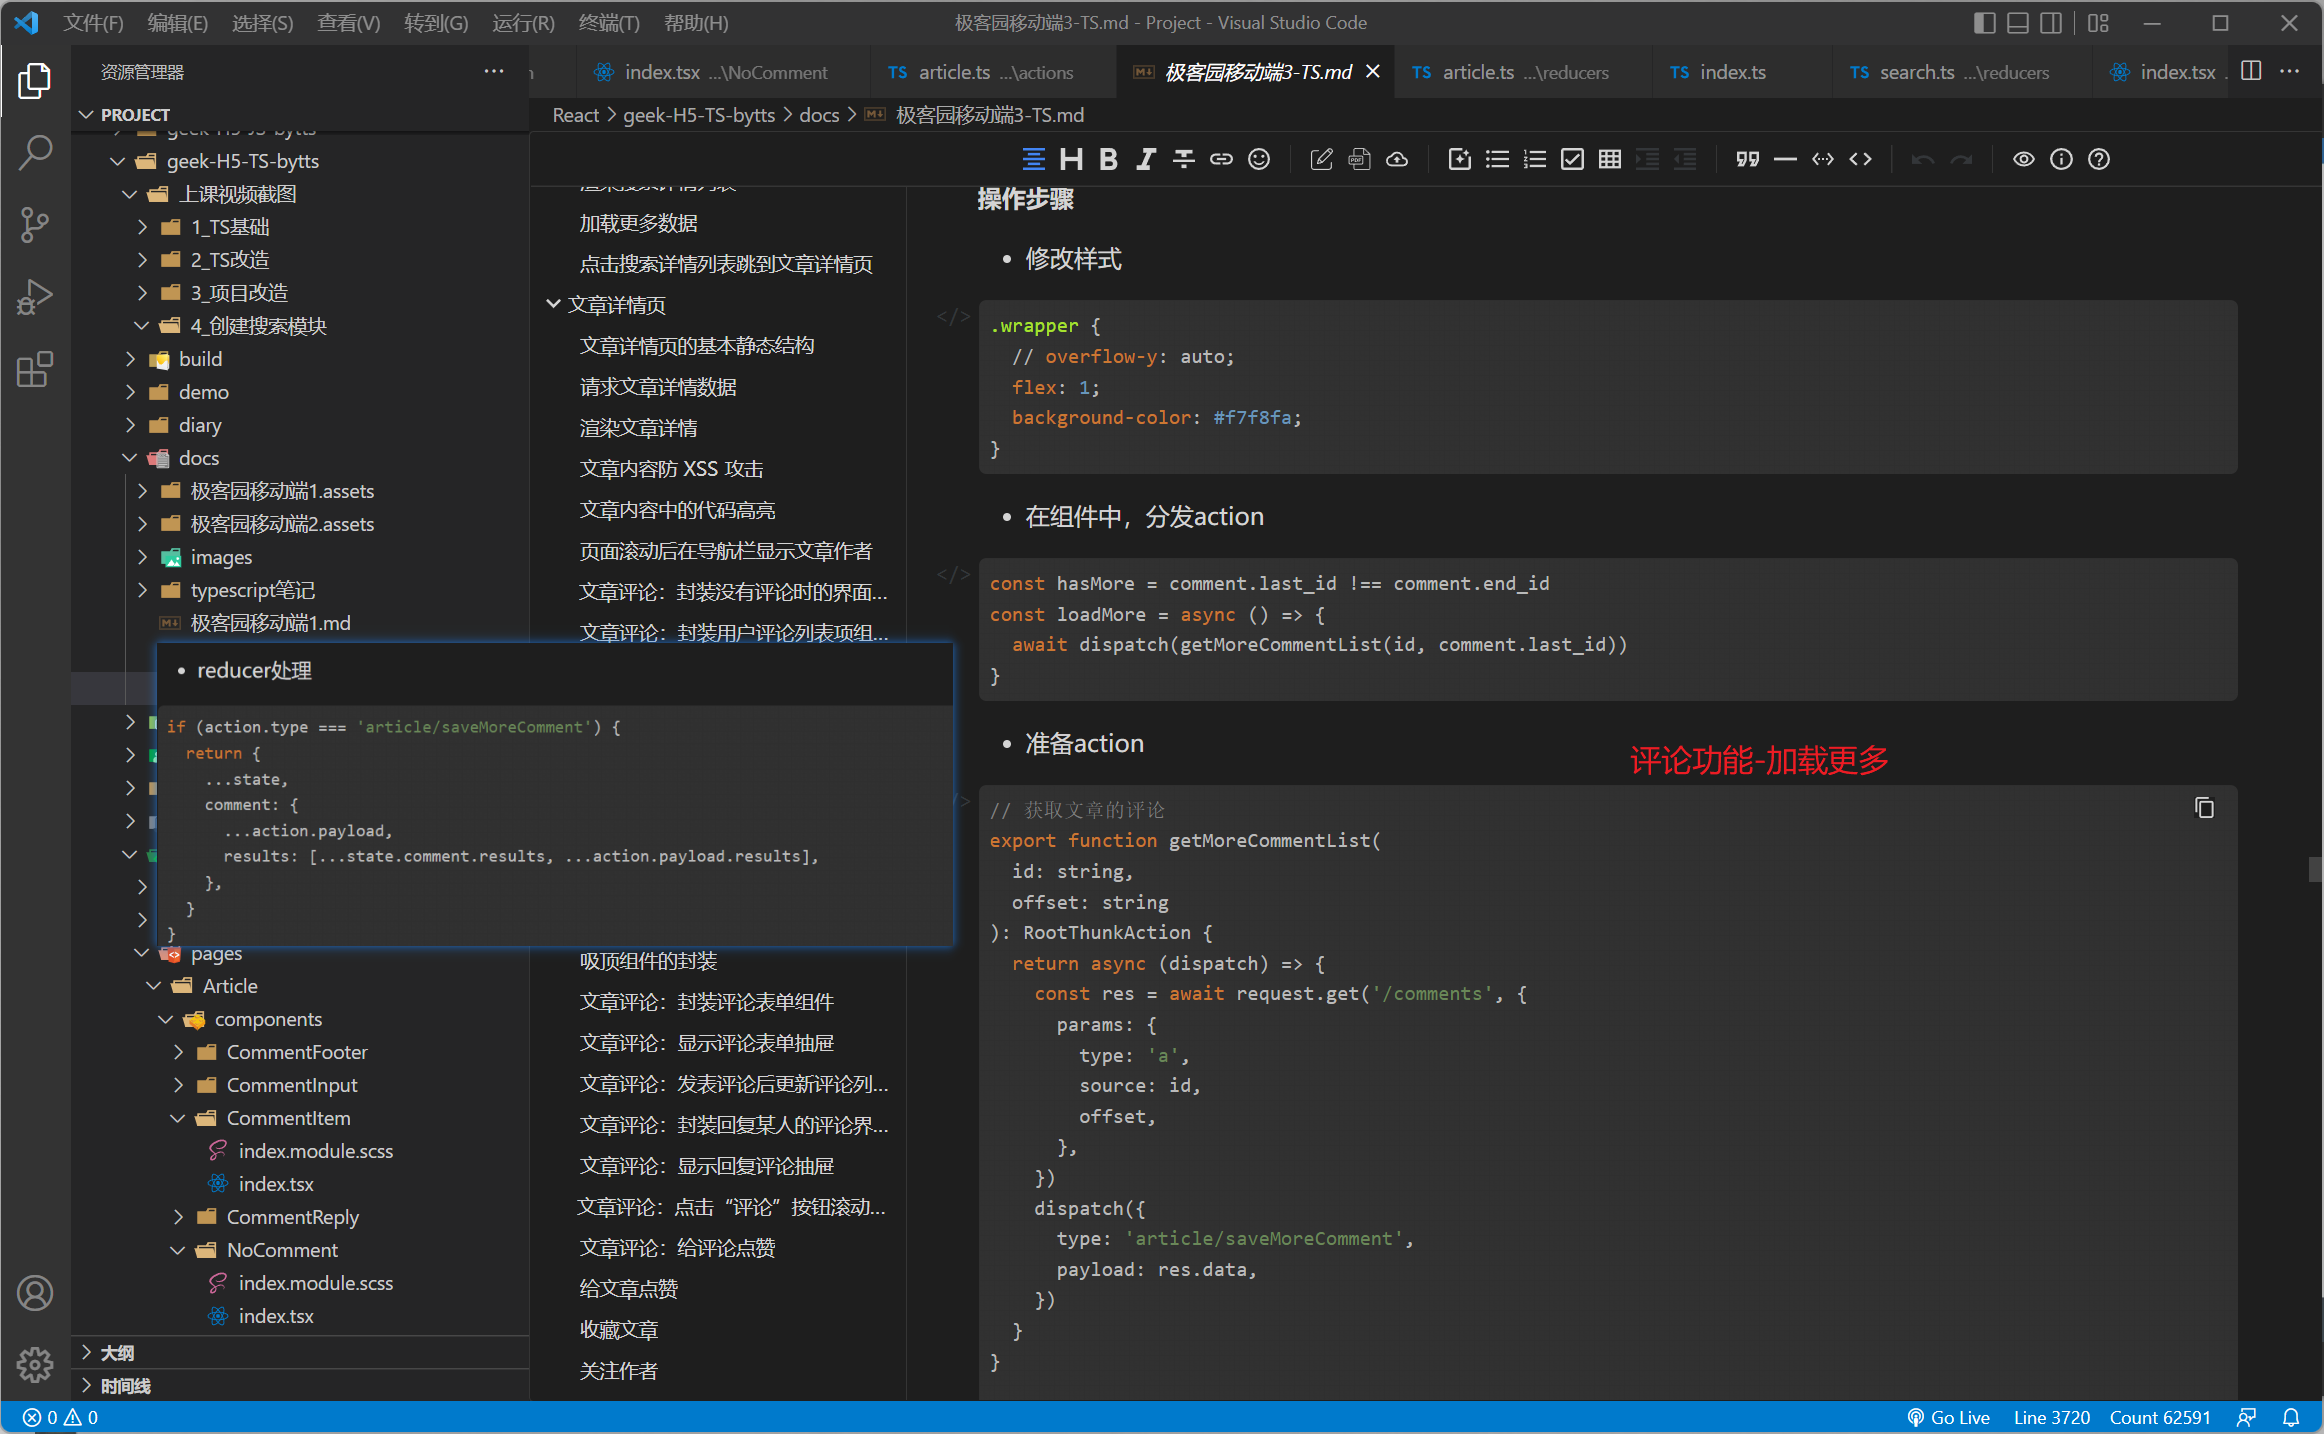 文件(F) 编辑(E) 选择(S) 查看(V) 转到(G) 运行(R) 终端(T) 帮助(H) 极客园移动端3-TS.md - Project - Visual Studio Code
资源管理器
index.tsx ...\NoComment
TS article.ts ...\actions
极客园移动端3-TS.md
TS article.ts ...\reducers
TS index.ts
TS search.ts ...\reducers
index.tsx .
PROJECT
geek-H5-JS-bytts
geek-H5-TS-bytts
上课视频截图
1_TS基础
2_TS改造
3_项目改造
4_创建搜索模块
build
demo
diary
docs
极客园移动端1.assets
极客园移动端2.assets
images
typescript笔记
极客园移动端1.md
reducer处理
if (action.type === 'article/saveMoreComment') {
return {
...state,
comment: {
...action.payload,
results: [...state.comment.results, ...action.payload.results],
},
}
}
pages
Article
components
CommentFooter
CommentInput
CommentItem
index.module.scss
index.tsx
CommentReply
NoComment
index.module.scss
index.tsx
大纲
时间线
React > geek-H5-TS-bytts > docs > 极客园移动端3-TS.md
渲染搜索详情列表
加载更多数据
点击搜索详情列表跳到文章详情页
文章详情页
文章详情页的基本静态结构
请求文章详情数据
渲染文章详情
文章内容防 XSS 攻击
文章内容中的代码高亮
页面滚动后在导航栏显示文章作者
文章评论：封装没有评论时的界面...
文章评论：封装用户评论列表项组...
吸顶组件的封装
文章评论：封装评论表单组件
文章评论：显示评论表单抽屉
文章评论：发表评论后更新评论列...
文章评论：封装回复某人的评论界...
文章评论：显示回复评论抽屉
文章评论：点击“评论”按钮滚动...
文章评论：给评论点赞
给文章点赞
收藏文章
关注作者
操作步骤
修改样式
.wrapper {
// overflow-y: auto;
flex: 1;
background-color: #f7f8fa;
}
在组件中，分发action
const hasMore = comment.last_id !== comment.end_id
const loadMore = async () => {
await dispatch(getMoreCommentList(id, comment.last_id))
}
准备action
评论功能-加载更多
// 获取文章的评论
export function getMoreCommentList(
id: string,
offset: string
): RootThunkAction {
return async (dispatch) => {
const res = await request.get('/comments', {
params: {
type: 'a',
source: id,
offset,
},
})
dispatch({
type: 'article/saveMoreComment',
payload: res.data,
})
}
}
0 0
Go Live Line 3720 Count 62591